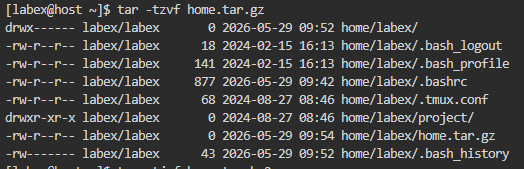 [labex@host ~]$ tar -tzvf home.tar.gz
drwx------ labex/labex         0 2026-05-29 09:52 home/labex/
-rw-r--r-- labex/labex        18 2024-02-15 16:13 home/labex/.bash_logout
-rw-r--r-- labex/labex       141 2024-02-15 16:13 home/labex/.bash_profile
-rw-r--r-- labex/labex       877 2026-05-29 09:42 home/labex/.bashrc
-rw-r--r-- labex/labex        68 2024-08-27 08:46 home/labex/.tmux.conf
drwxr-xr-x labex/labex         0 2024-08-27 08:46 home/labex/project/
-rw-r--r-- labex/labex         0 2026-05-29 09:54 home/labex/home.tar.gz
-rw------- labex/labex        43 2026-05-29 09:52 home/labex/.bash_history